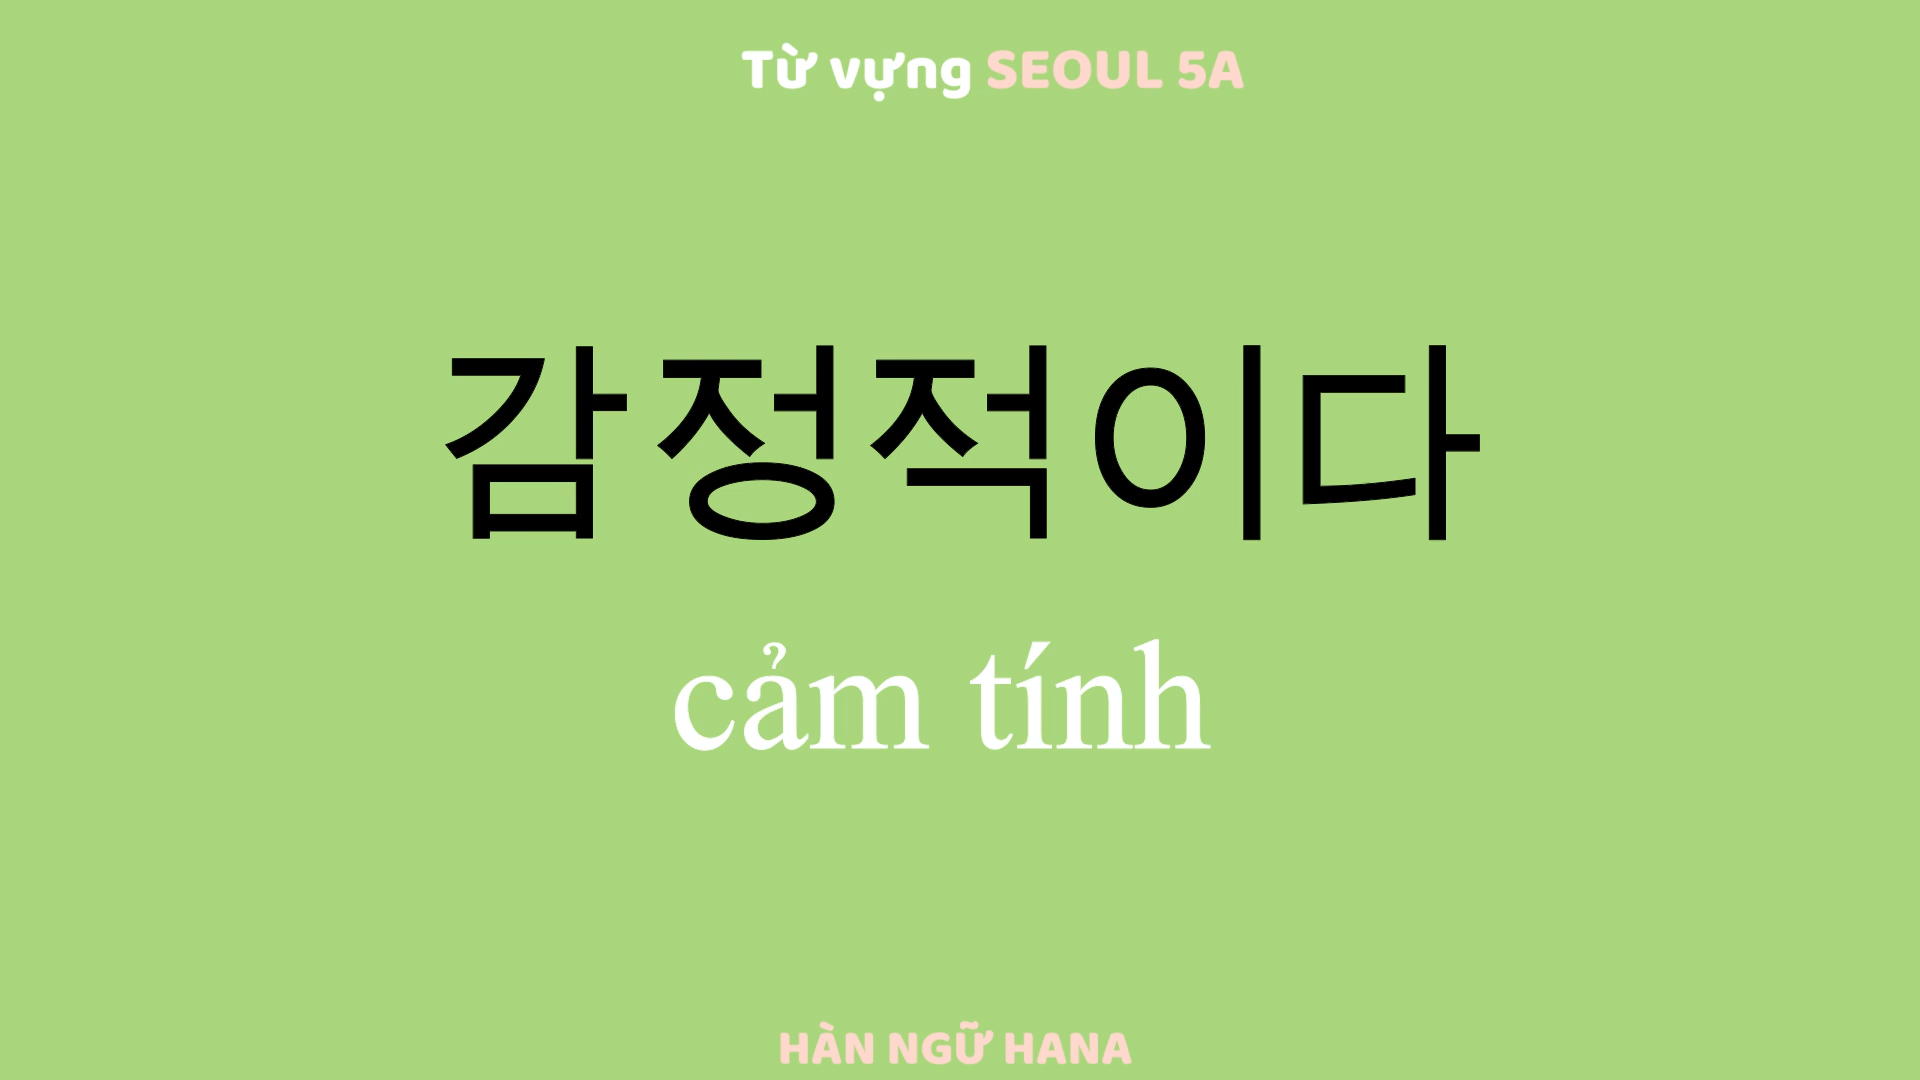 Từ vựng SEOUL 5A
감정적이다
cảm tính
HÀN NGỮ HANA